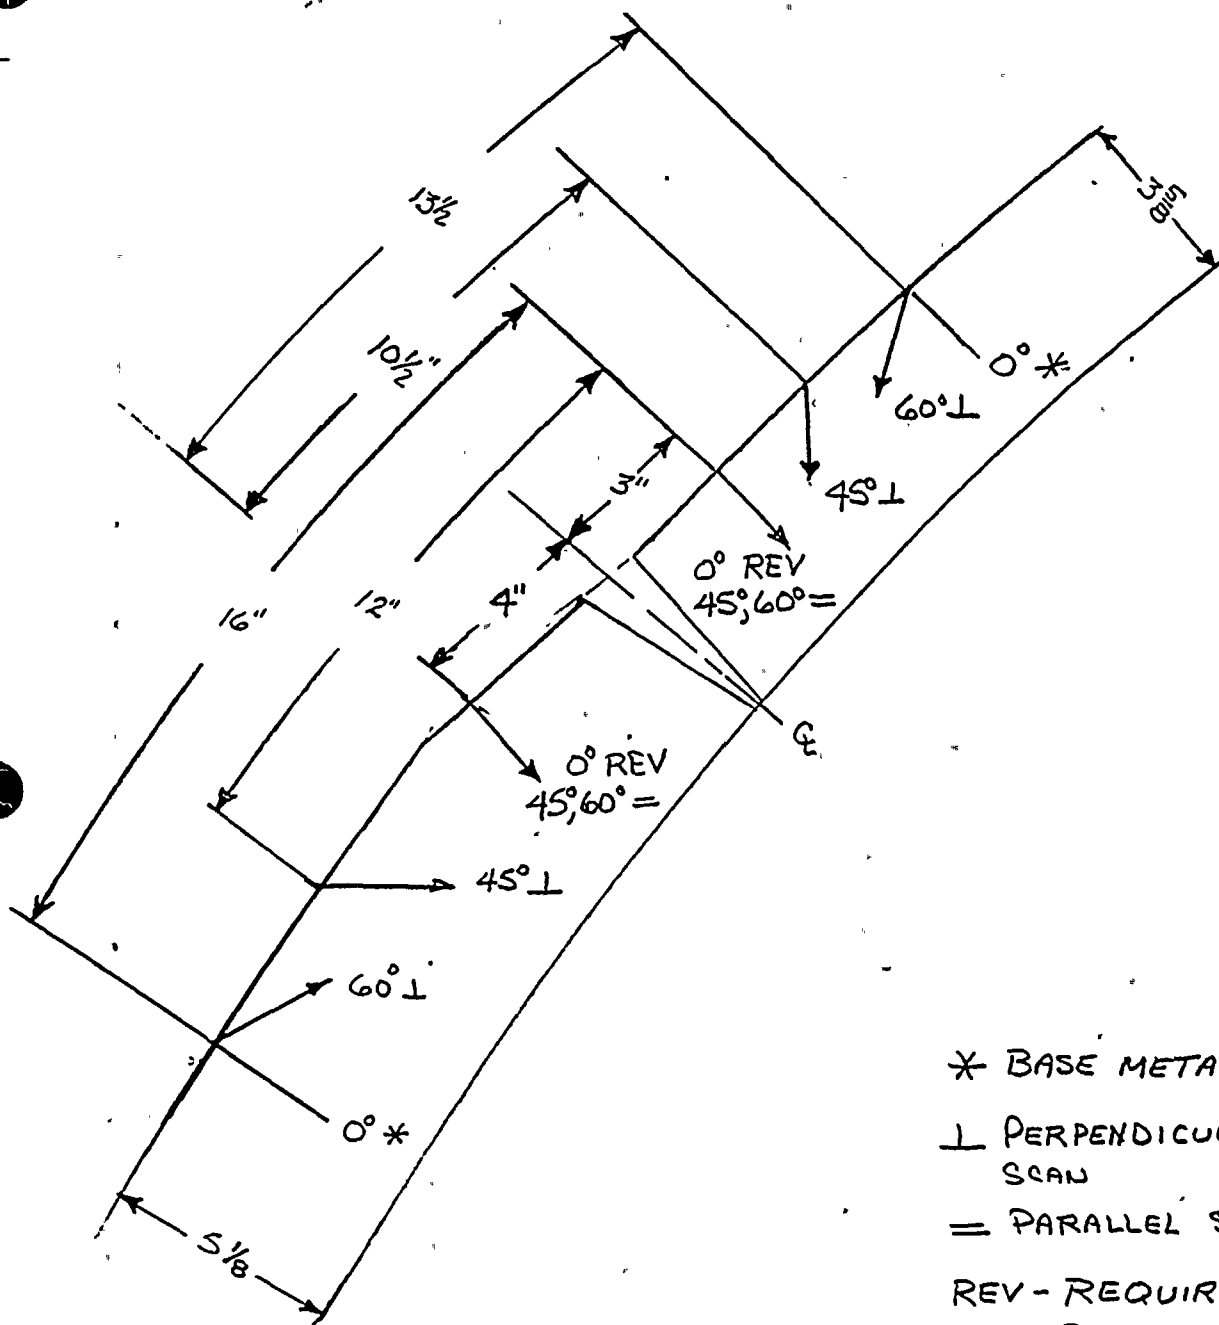 13½
3⅝
10½"
0° *
60°⊥
45°⊥
3"
0° REV
45°,60° =
4"
12"
16"
℄
0° REV
45°,60° =
45°⊥
60°⊥
0° *
5⅛
* BASE META
⊥ PERPENDICU
SCAN
= PARALLEL S
REV - REQUIR